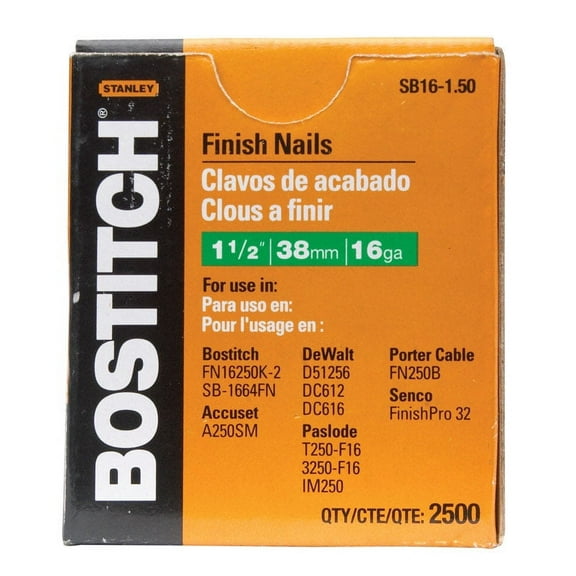 STANLEY
BOSTITCH®
SB16-1.50
Finish Nails
Clavos de acabado
Clous a finir
1 1/2" | 38mm | 16ga
For use in:
Para uso en:
Pour l'usage en :
Bostitch
FN16250K-2
SB-1664FN
Accuset
A250SM
DeWalt
D51256
DC612
DC616
Paslode
T250-F16
3250-F16
IM250
Porter Cable
FN250B
Senco
FinishPro 32
QTY/CTE/QTE: 2500